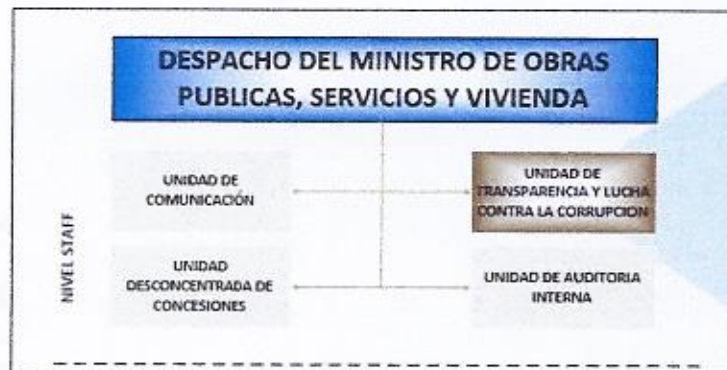 DESPACHO DEL MINISTRO DE OBRAS
PUBLICAS, SERVICIOS Y VIVIENDA
UNIDAD DE
COMUNICACIÓN
UNIDAD DE
TRANSPARENCIA Y LUCHA
CONTRA LA CORRUPCION
NIVEL STAFF
UNIDAD
DESCONCENTRADA DE
CONCESIONES
UNIDAD DE AUDITORIA
INTERNA